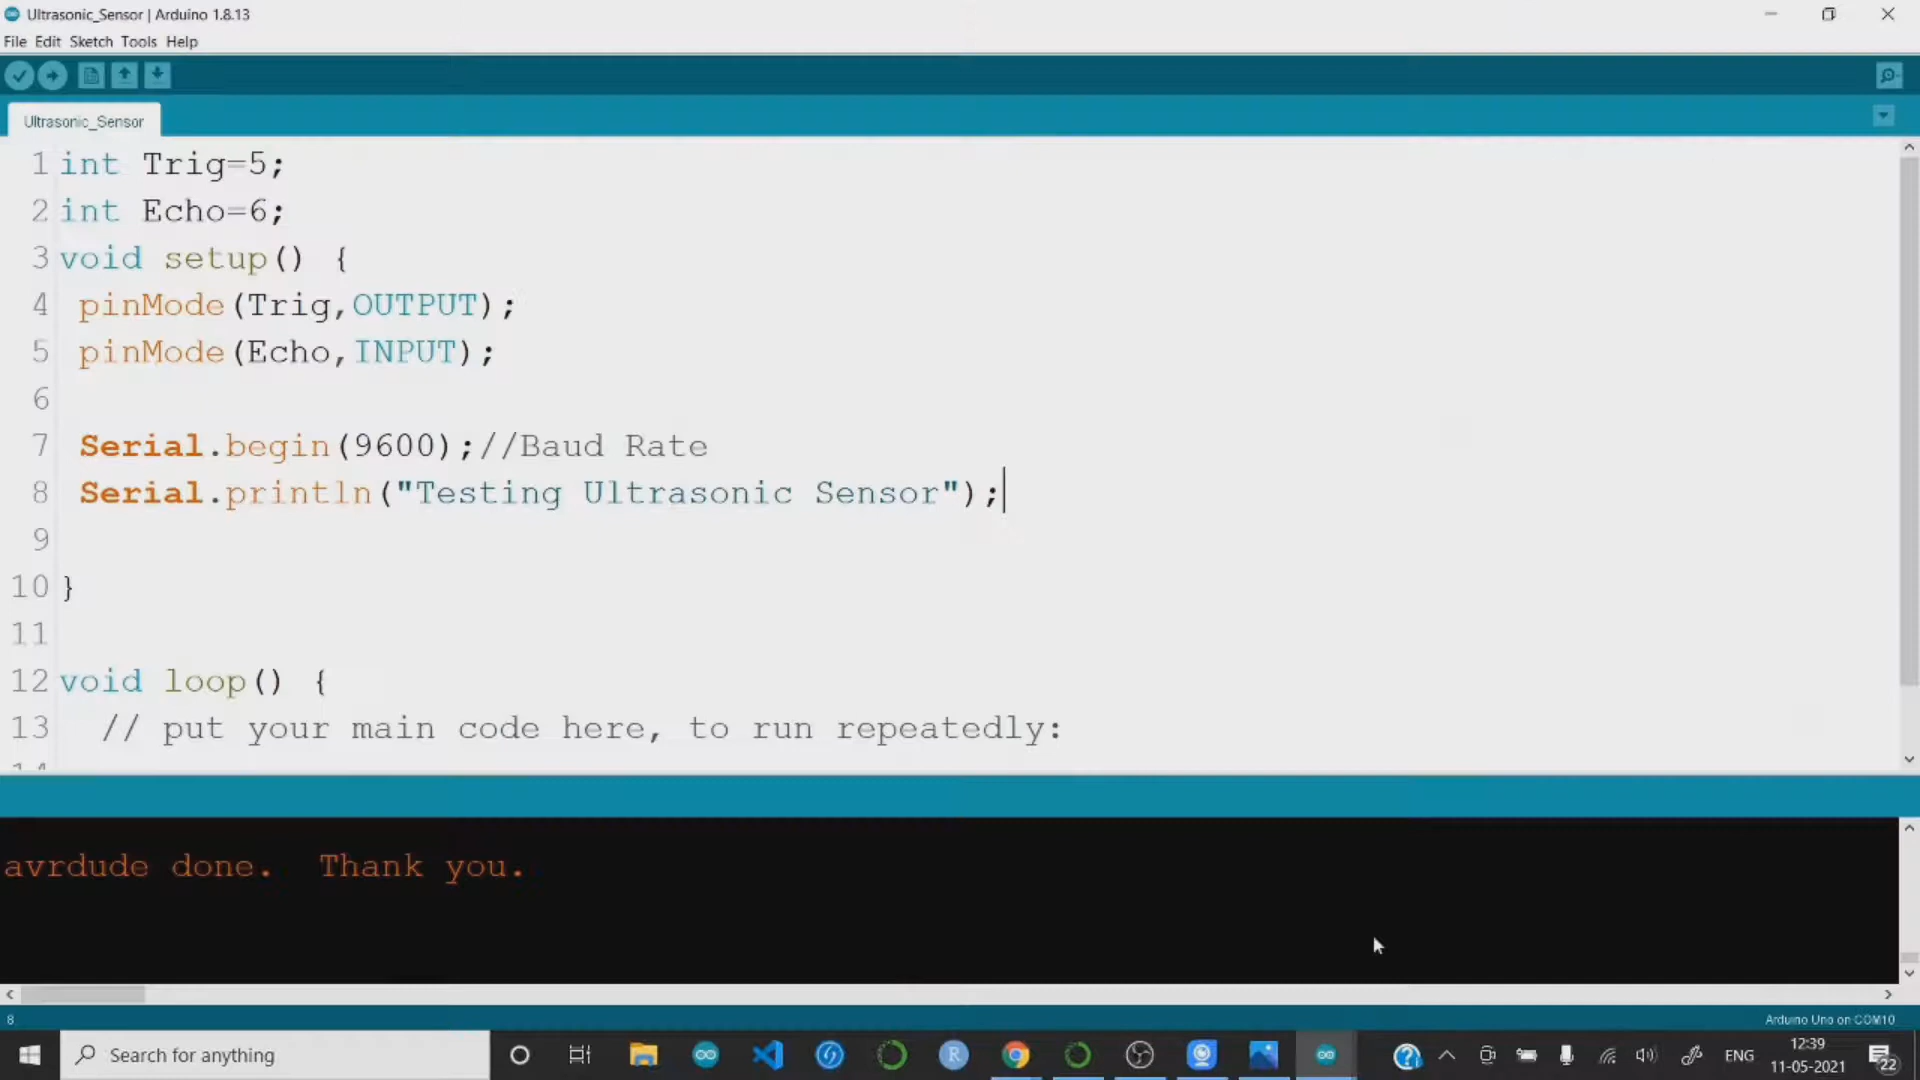 Ultrasonic_Sensor | Arduino 1.8.13
File Edit Sketch Tools Help
Ultrasonic_Sensor
1 int Trig=5;
2 int Echo=6;
3 void setup() {
4 pinMode(Trig,OUTPUT);
5 pinMode(Echo,INPUT);
6
7 Serial.begin(9600);//Baud Rate
8 Serial.println("Testing Ultrasonic Sensor");
9
10 }
11
12 void loop() {
13 // put your main code here, to run repeatedly:
14
avrdude done. Thank you.
8
Arduino Uno on COM10
Search for anything
R
ENG
12:39
11-05-2021
22